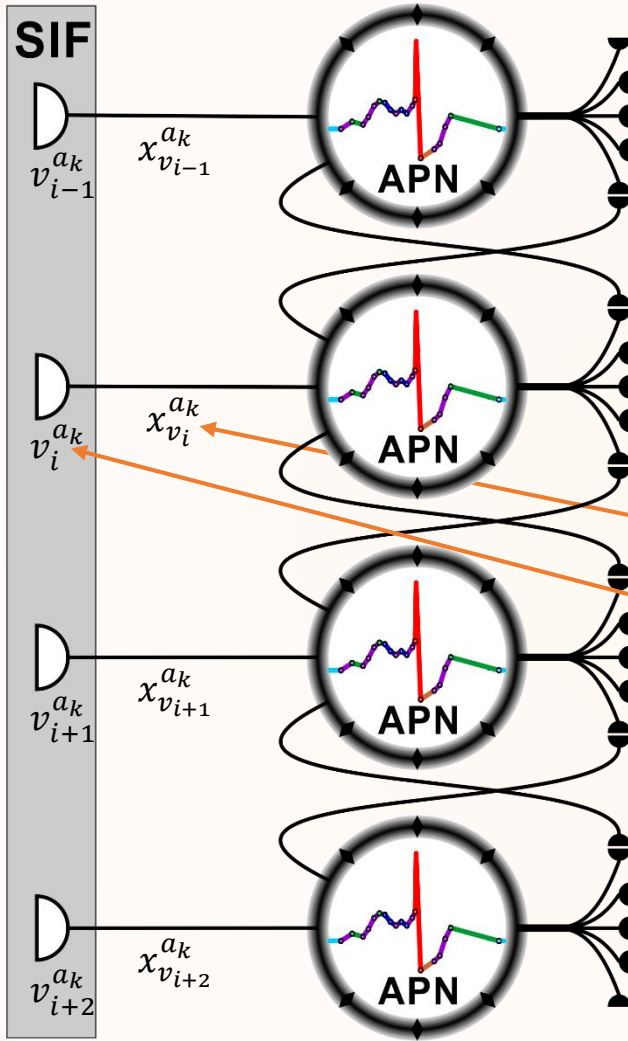 SIF
APN
v_{i-1}^{a_k}
x_{v_{i-1}}^{a_k}
APN
v_i^{a_k}
x_{v_i}^{a_k}
APN
v_{i+1}^{a_k}
x_{v_{i+1}}^{a_k}
APN
v_{i+2}^{a_k}
x_{v_{i+2}}^{a_k}